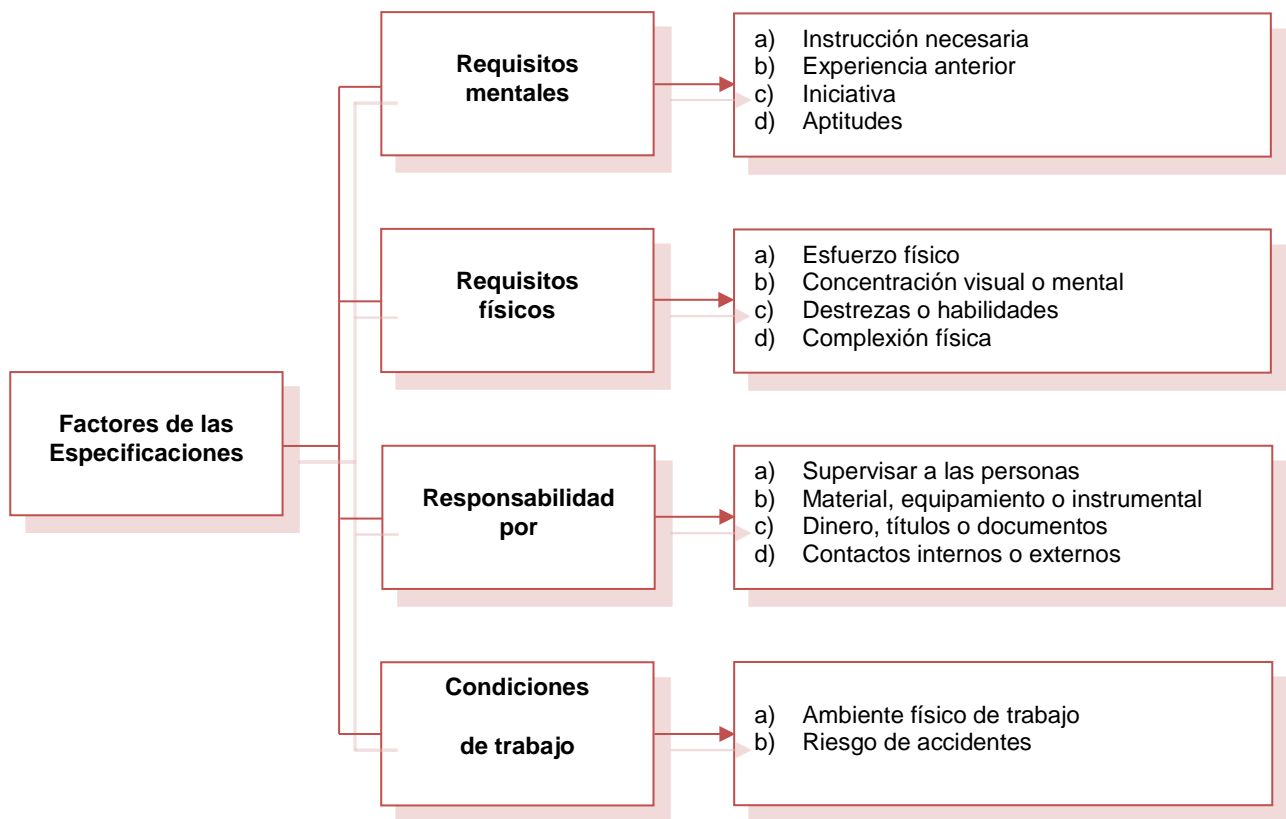 Factores de las
Especificaciones
Requisitos
mentales
a) Instrucción necesaria
b) Experiencia anterior
c) Iniciativa
d) Aptitudes
Requisitos
físicos
a) Esfuerzo físico
b) Concentración visual o mental
c) Destrezas o habilidades
d) Complexión física
Responsabilidad
por
a) Supervisar a las personas
b) Material, equipamiento o instrumental
c) Dinero, títulos o documentos
d) Contactos internos o externos
Condiciones
de trabajo
a) Ambiente físico de trabajo
b) Riesgo de accidentes